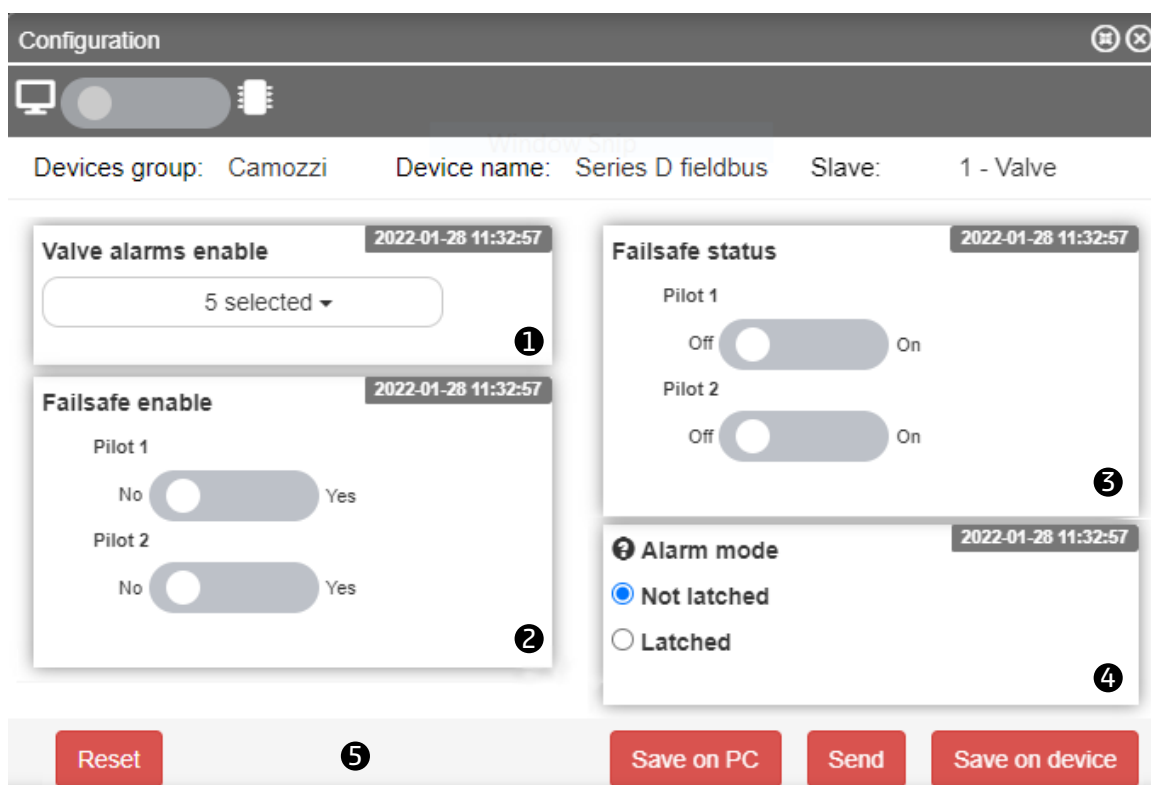 Configuration
Window Snip
Devices group: Camozzi Device name: Series D fieldbus Slave: 1 - Valve
Valve alarms enable 2022-01-28 11:32:57
5 selected
1
Failsafe enable 2022-01-28 11:32:57
Pilot 1
No Yes
Pilot 2
No Yes
2
Failsafe status 2022-01-28 11:32:57
Pilot 1
Off On
Pilot 2
Off On
3
? Alarm mode 2022-01-28 11:32:57
Not latched
Latched
4
Reset 5 Save on PC Send Save on device